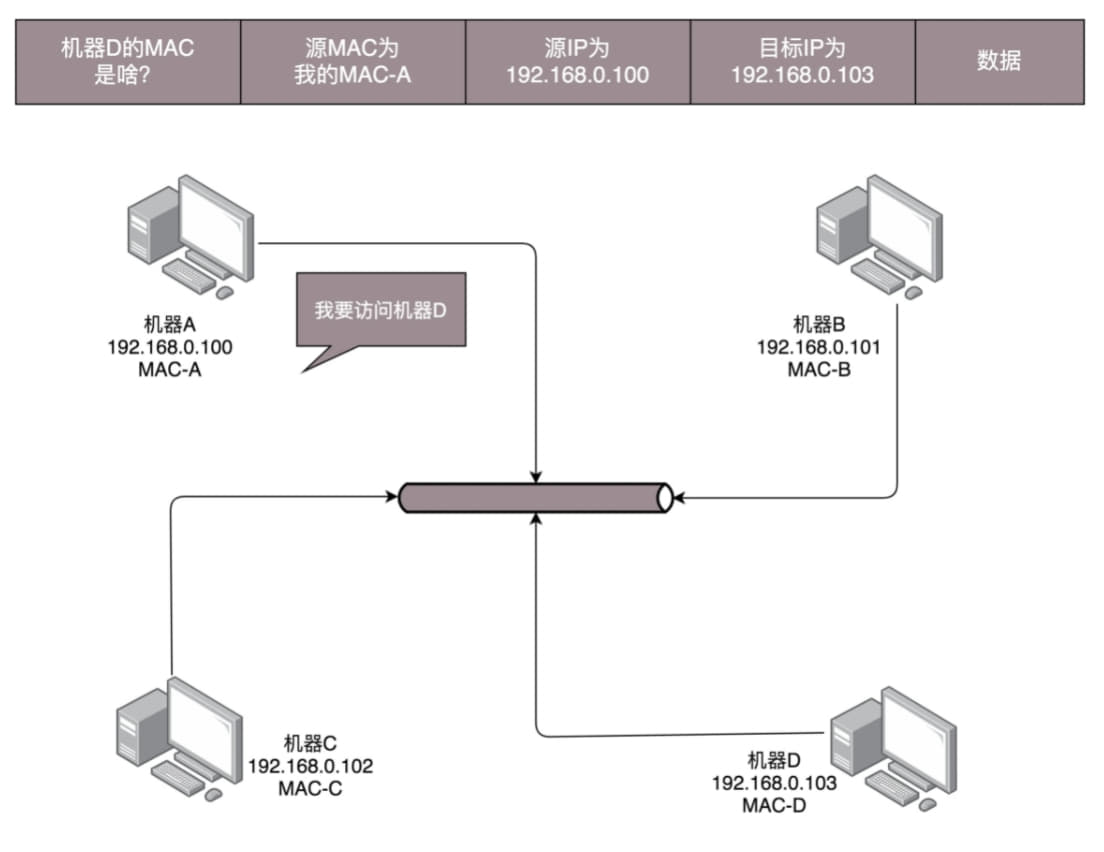 机器D的MAC
是啥?
源MAC为
我的MAC-A
源IP为
192.168.0.100
目标IP为
192.168.0.103
数据
我要访问机器D
机器A
192.168.0.100
MAC-A
机器B
192.168.0.101
MAC-B
机器C
192.168.0.102
MAC-C
机器D
192.168.0.103
MAC-D